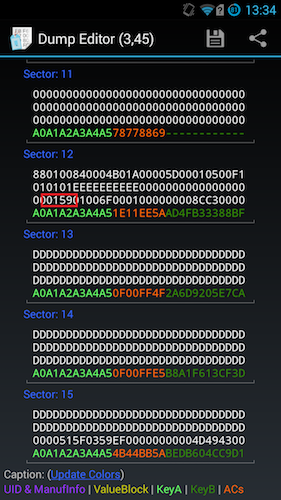 13:34
Dump Editor (3,45)
Sector: 11
00000000000000000000000000000000
00000000000000000000000000000000
00000000000000000000000000000000
A0A1A2A3A4A578778869------------
Sector: 12
880100840004B01A00005D00010500F1
010101EEEEEEEEEE0000000000000000
00015901006F0001000000008CC30000
A0A1A2A3A4A51E11EE5AAD4FB33388BF
Sector: 13
DDDDDDDDDDDDDDDDDDDDDDDDDDDDDDDD
DDDDDDDDDDDDDDDDDDDDDDDDDDDDDDDD
DDDDDDDDDDDDDDDDDDDDDDDDDDDDDDDD
A0A1A2A3A4A50F00FF4F2A6D9205E7CA
Sector: 14
DDDDDDDDDDDDDDDDDDDDDDDDDDDDDDDD
DDDDDDDDDDDDDDDDDDDDDDDDDDDDDDDD
DDDDDDDDDDDDDDDDDDDDDDDDDDDDDDDD
A0A1A2A3A4A50F00FFE5B8A1F613CF3D
Sector: 15
DDDDDDDDDDDDDDDDDDDDDDDDDDDDDDDD
DDDDDDDDDDDDDDDDDDDDDDDDDDDDDDDD
0000515F0359EF00000000004D494300
A0A1A2A3A4A54B44BB5ABEDB604CC9D1
Caption: (Update Colors)
UID & ManufInfo | ValueBlock | KeyA | KeyB | ACs